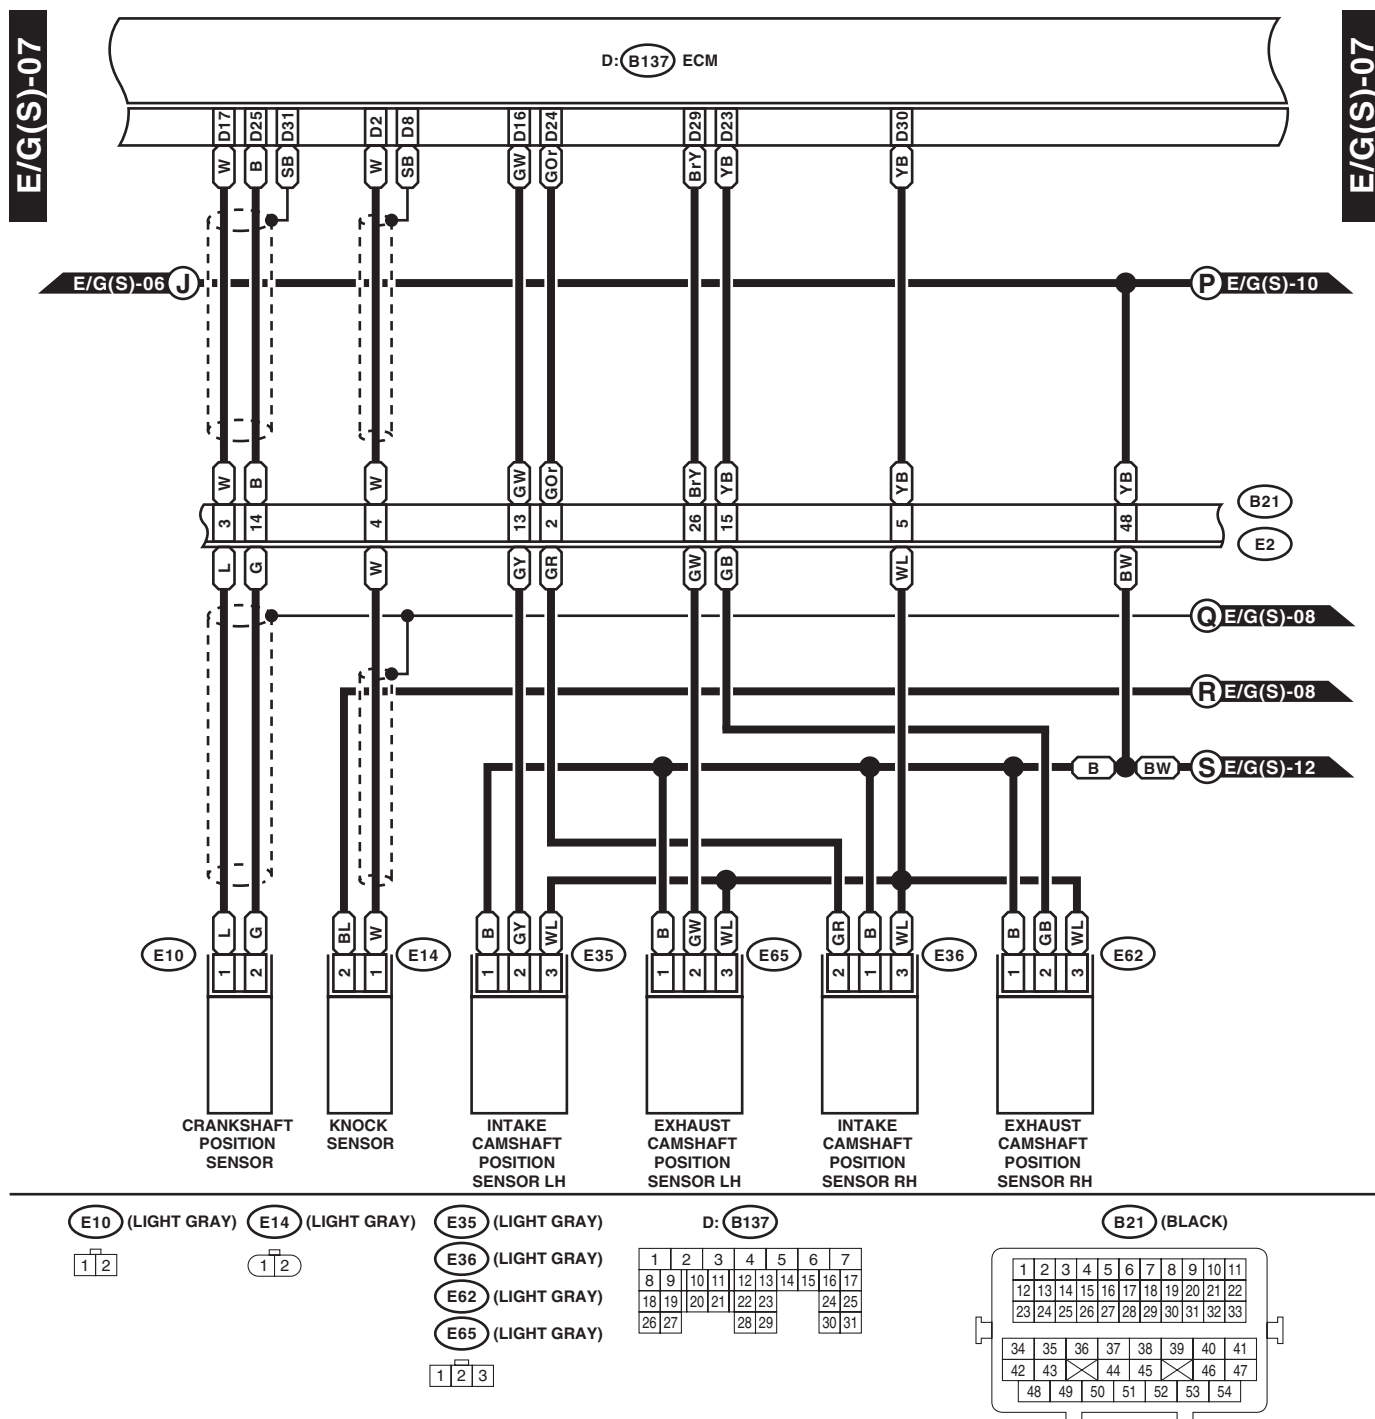 E/G(S)-07
E/G(S)-07
D: B137 ECM
D17 D25 D31 D2 D8 D16 D24 D29 D23 D30
W B SB W SB GW GOr BrY YB YB
E/G(S)-06 J
P E/G(S)-10
W B W GW GOr BrY YB YB YB
3 14 4 13 2 26 15 5 48
B21
E2
L G W GY GR GW GB WL BW
Q E/G(S)-08
R E/G(S)-08
B BW S E/G(S)-12
L G BL W B GY WL B GW WL GR B WL B GB WL
E10 E14 E35 E65 E36 E62
1 2 2 1 1 2 3 1 2 3 2 1 3 1 2 3
CRANKSHAFT
POSITION
SENSOR
KNOCK
SENSOR
INTAKE
CAMSHAFT
POSITION
SENSOR LH
EXHAUST
CAMSHAFT
POSITION
SENSOR LH
INTAKE
CAMSHAFT
POSITION
SENSOR RH
EXHAUST
CAMSHAFT
POSITION
SENSOR RH
E10 (LIGHT GRAY)
1 2
E14 (LIGHT GRAY)
1 2
E35 (LIGHT GRAY)
E36 (LIGHT GRAY)
E62 (LIGHT GRAY)
E65 (LIGHT GRAY)
1 2 3
D: B137
1 2 3 4 5 6 7
8 9 10 11 12 13 14 15 16 17
18 19 20 21 22 23 24 25
26 27 28 29 30 31
B21 (BLACK)
1 2 3 4 5 6 7 8 9 10 11
12 13 14 15 16 17 18 19 20 21 22
23 24 25 26 27 28 29 30 31 32 33
34 35 36 37 38 39 40 41
42 43 44 45 46 47
48 49 50 51 52 53 54